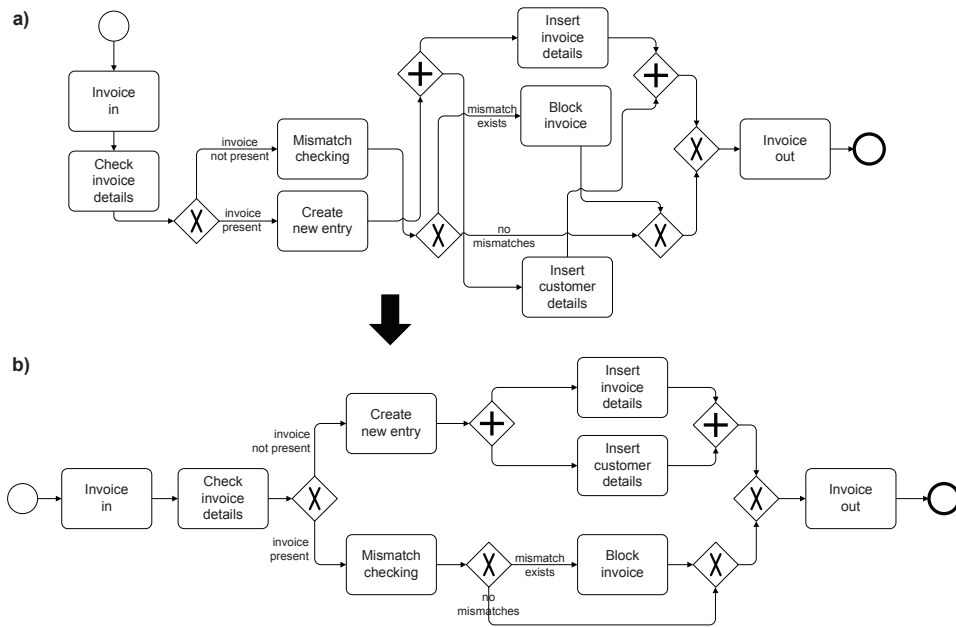 a)
Invoice
in
Check
invoice
details
invoice
not present
invoice
present
Mismatch
checking
Create
new entry
mismatch
exists
no
mismatches
Insert
invoice
details
Block
invoice
Insert
customer
details
Invoice
out
b)
Invoice
in
Check
invoice
details
invoice
not present
invoice
present
Create
new entry
Mismatch
checking
mismatch
exists
no
mismatches
Insert
invoice
details
Insert
customer
details
Block
invoice
Invoice
out